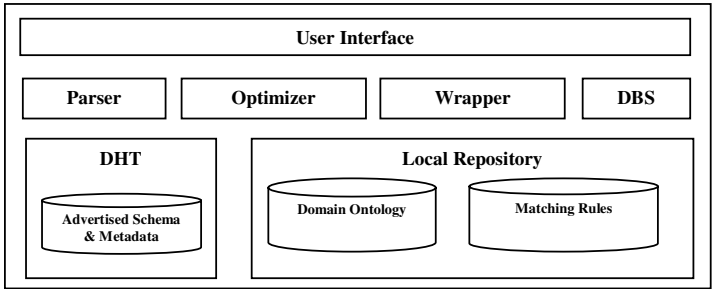 User Interface
Parser
Optimizer
Wrapper
DBS
DHT
Local Repository
Advertised Schema
& Metadata
Domain Ontology
Matching Rules